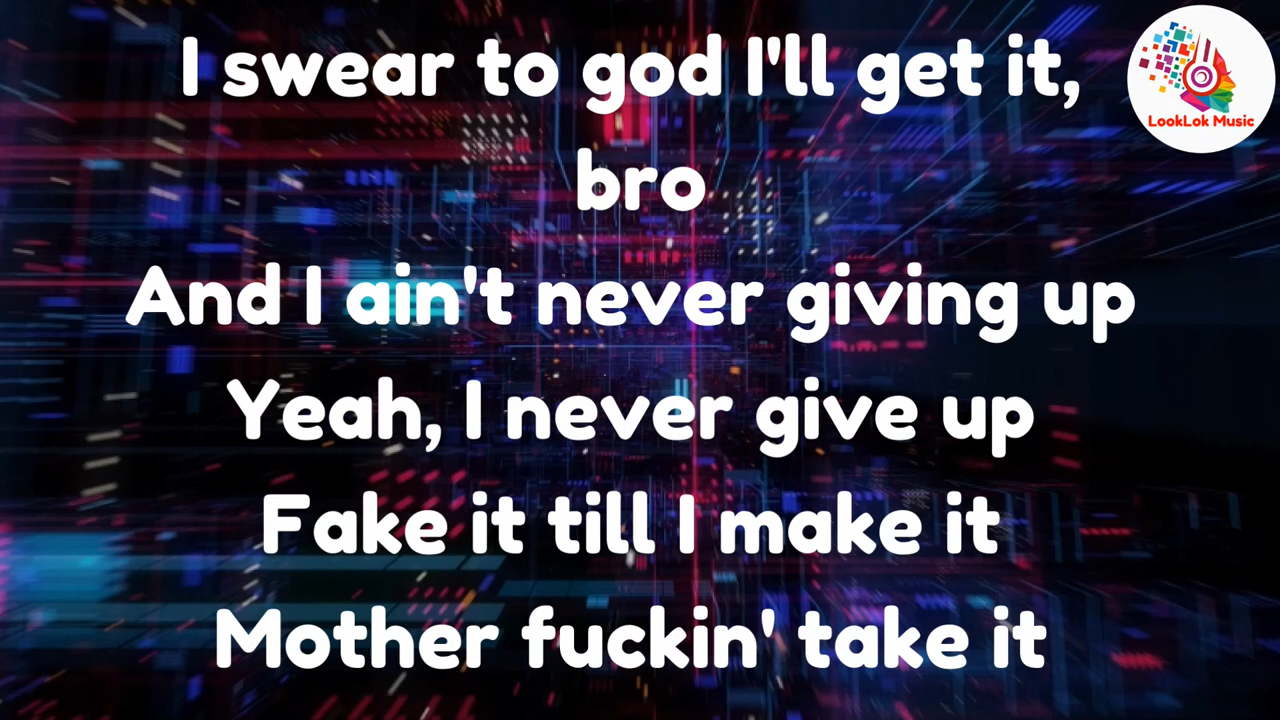 I swear to god I'll get it,
bro
And I ain't never giving up
Yeah, I never give up
Fake it till I make it
Mother fuckin' take it
LookLok Music